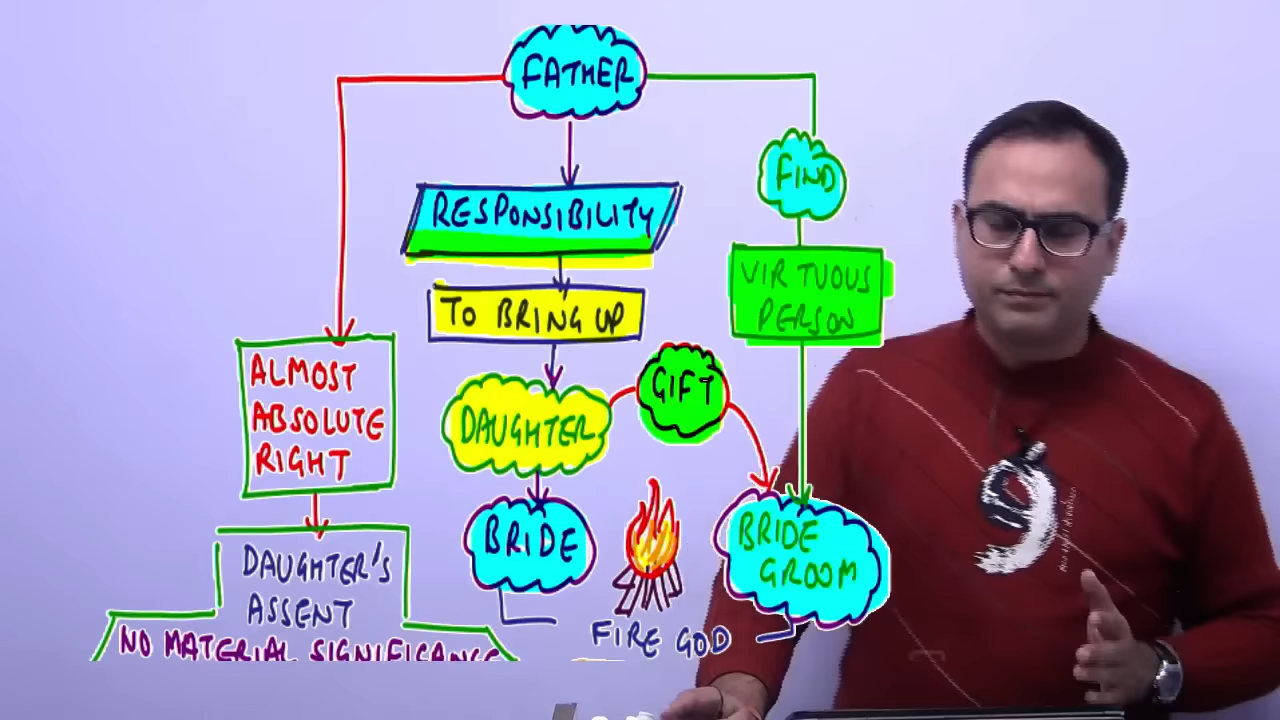 FATHER
FIND
RESPONSIBILITY
VIRTUOUS
PERSON
TO BRING UP
ALMOST
ABSOLUTE
RIGHT
GIFT
DAUGHTER
BRIDE
BRIDE
GROOM
DAUGHTER'S
ASSENT
NO MATERIAL SIGNIFICANCE
FIRE GOD
9